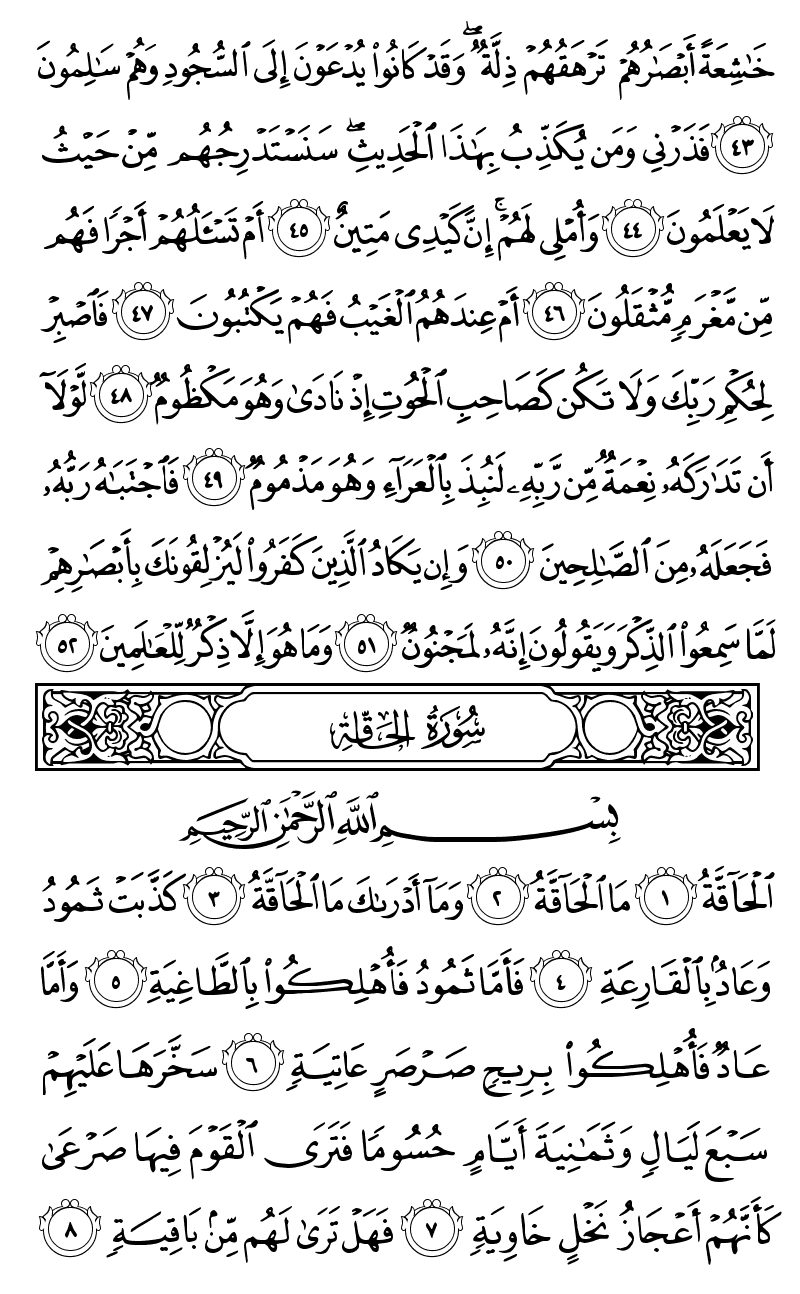 خَٰشِعَةً أَبْصَٰرُهُمْ تَرْهَقُهُمْ ذِلَّةٌ ۖ وَقَدْ كَانُوا۟ يُدْعَوْنَ إِلَى ٱلسُّجُودِ وَهُمْ سَٰلِمُونَ
٤٣ فَذَرْنِى وَمَن يُكَذِّبُ بِهَٰذَا ٱلْحَدِيثِ ۖ سَنَسْتَدْرِجُهُم مِّنْ حَيْثُ
لَا يَعْلَمُونَ ٤٤ وَأُمْلِى لَهُمْ ۚ إِنَّ كَيْدِى مَتِينٌ ٤٥ أَمْ تَسْـَٔلُهُمْ أَجْرًا فَهُم
مِّن مَّغْرَمٍ مُّثْقَلُونَ ٤٦ أَمْ عِندَهُمُ ٱلْغَيْبُ فَهُمْ يَكْتُبُونَ ٤٧ فَٱصْبِرْ
لِحُكْمِ رَبِّكَ وَلَا تَكُن كَصَاحِبِ ٱلْحُوتِ إِذْ نَادَىٰ وَهُوَ مَكْظُومٌ ٤٨ لَّوْلَآ
أَن تَدَٰرَكَهُۥ نِعْمَةٌ مِّن رَّبِّهِۦ لَنُبِذَ بِٱلْعَرَآءِ وَهُوَ مَذْمُومٌ ٤٩ فَٱجْتَبَٰهُ رَبُّهُۥ
فَجَعَلَهُۥ مِنَ ٱلصَّٰلِحِينَ ٥٠ وَإِن يَكَادُ ٱلَّذِينَ كَفَرُوا۟ لَيُزْلِقُونَكَ بِأَبْصَٰرِهِمْ
لَمَّا سَمِعُوا۟ ٱلذِّكْرَ وَيَقُولُونَ إِنَّهُۥ لَمَجْنُونٌ ٥١ وَمَا هُوَ إِلَّا ذِكْرٌ لِّلْعَٰلَمِينَ ٥٢
سُورَةُ الحَاقَّةِ
بِسْمِ ٱللَّهِ ٱلرَّحْمَٰنِ ٱلرَّحِيمِ
ٱلْحَآقَّةُ ١ مَا ٱلْحَآقَّةُ ٢ وَمَآ أَدْرَىٰكَ مَا ٱلْحَآقَّةُ ٣ كَذَّبَتْ ثَمُودُ
وَعَادٌۢ بِٱلْقَارِعَةِ ٤ فَأَمَّا ثَمُودُ فَأُهْلِكُوا۟ بِٱلطَّاغِيَةِ ٥ وَأَمَّا
عَادٌ فَأُهْلِكُوا۟ بِرِيحٍ صَرْصَرٍ عَاتِيَةٍ ٦ سَخَّرَهَا عَلَيْهِمْ
سَبْعَ لَيَالٍ وَثَمَٰنِيَةَ أَيَّامٍ حُسُومًا فَتَرَى ٱلْقَوْمَ فِيهَا صَرْعَىٰ
كَأَنَّهُمْ أَعْجَازُ نَخْلٍ خَاوِيَةٍ ٧ فَهَلْ تَرَىٰ لَهُم مِّنۢ بَاقِيَةٍ ٨